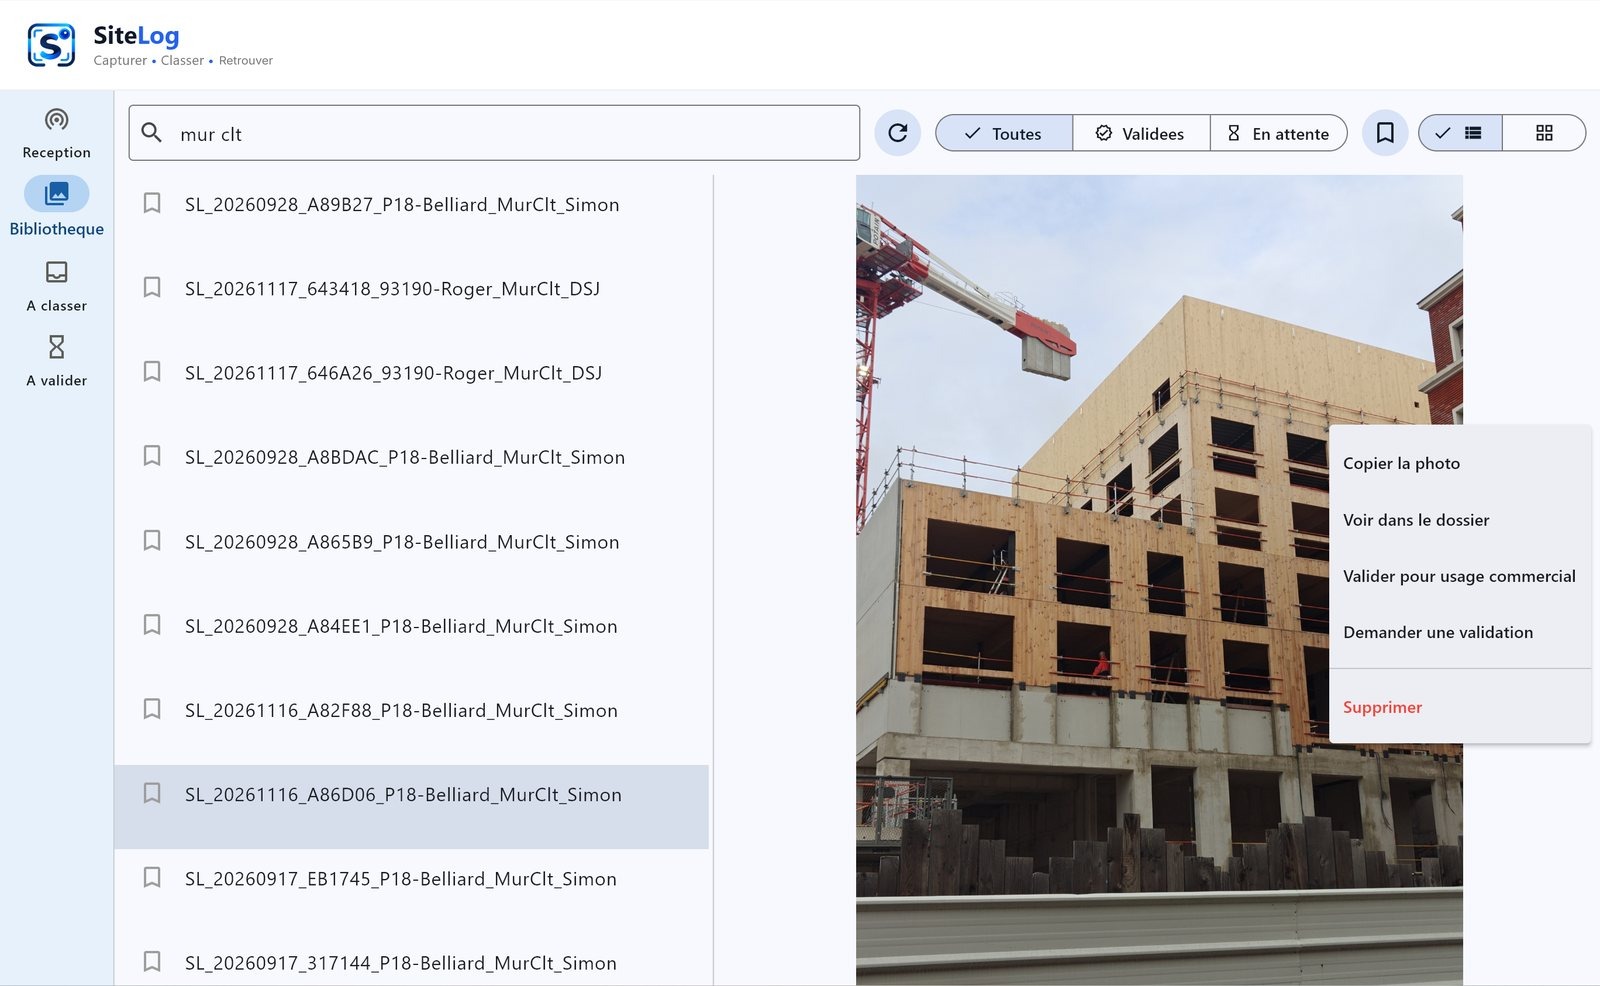 SiteLog
Capturer • Classer • Retrouver
Reception
Bibliotheque
A classer
A valider
mur clt
Toutes
Validees
En attente
SL_20260928_A89B27_P18-Belliard_MurClt_Simon
SL_20261117_643418_93190-Roger_MurClt_DSJ
SL_20261117_646A26_93190-Roger_MurClt_DSJ
SL_20260928_A8BDAC_P18-Belliard_MurClt_Simon
SL_20260928_A865B9_P18-Belliard_MurClt_Simon
SL_20260928_A84EE1_P18-Belliard_MurClt_Simon
SL_20261116_A82F88_P18-Belliard_MurClt_Simon
SL_20261116_A86D06_P18-Belliard_MurClt_Simon
SL_20260917_EB1745_P18-Belliard_MurClt_Simon
SL_20260917_317144_P18-Belliard_MurClt_Simon
POTAIN
Copier la photo
Voir dans le dossier
Valider pour usage commercial
Demander une validation
Supprimer